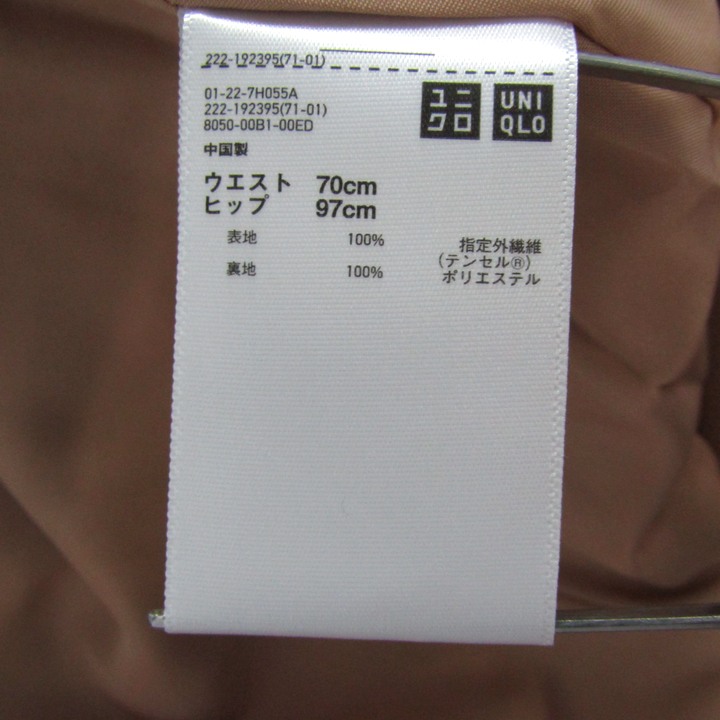 222-192395(71-01)
01-22-7H055A
222-192395(71-01)
8050-00B1-00ED
中国製
ユニ
クロ
UNI
QLO
ウエスト 70cm
ヒップ 97cm
表地 100% 指定外繊維
(テンセル®)
裏地 100% ポリエステル